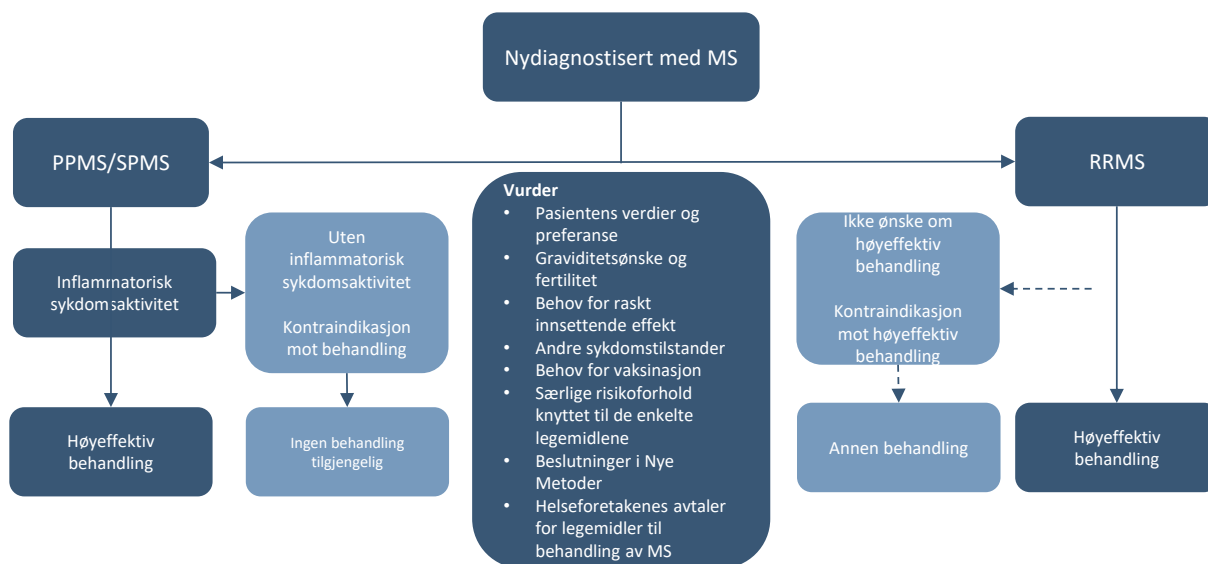 Nydiagnostisert med MS
PPMS/SPMS
RRMS
Inflammatorisk
sykdomsaktivitet
Uten
inflammatorisk
sykdomsaktivitet
Kontraindikasjon
mot behandling
Høyeffektiv
behandling
Ingen behandling
tilgjengelig
Vurder
• Pasientens verdier og
preferanse
• Graviditetsønske og
fertilitet
• Behov for raskt
innsettende effekt
• Andre sykdomstilstander
• Behov for vaksinasjon
• Særlige risikoforhold
knyttet til de enkelte
legemidlene
• Beslutninger i Nye
Metoder
• Helseforetakenes avtaler
for legemidler til
behandling av MS
Ikke ønske om
høyeffektiv
behandling
Kontraindikasjon
mot høyeffektiv
behandling
Annen behandling
Høyeffektiv
behandling